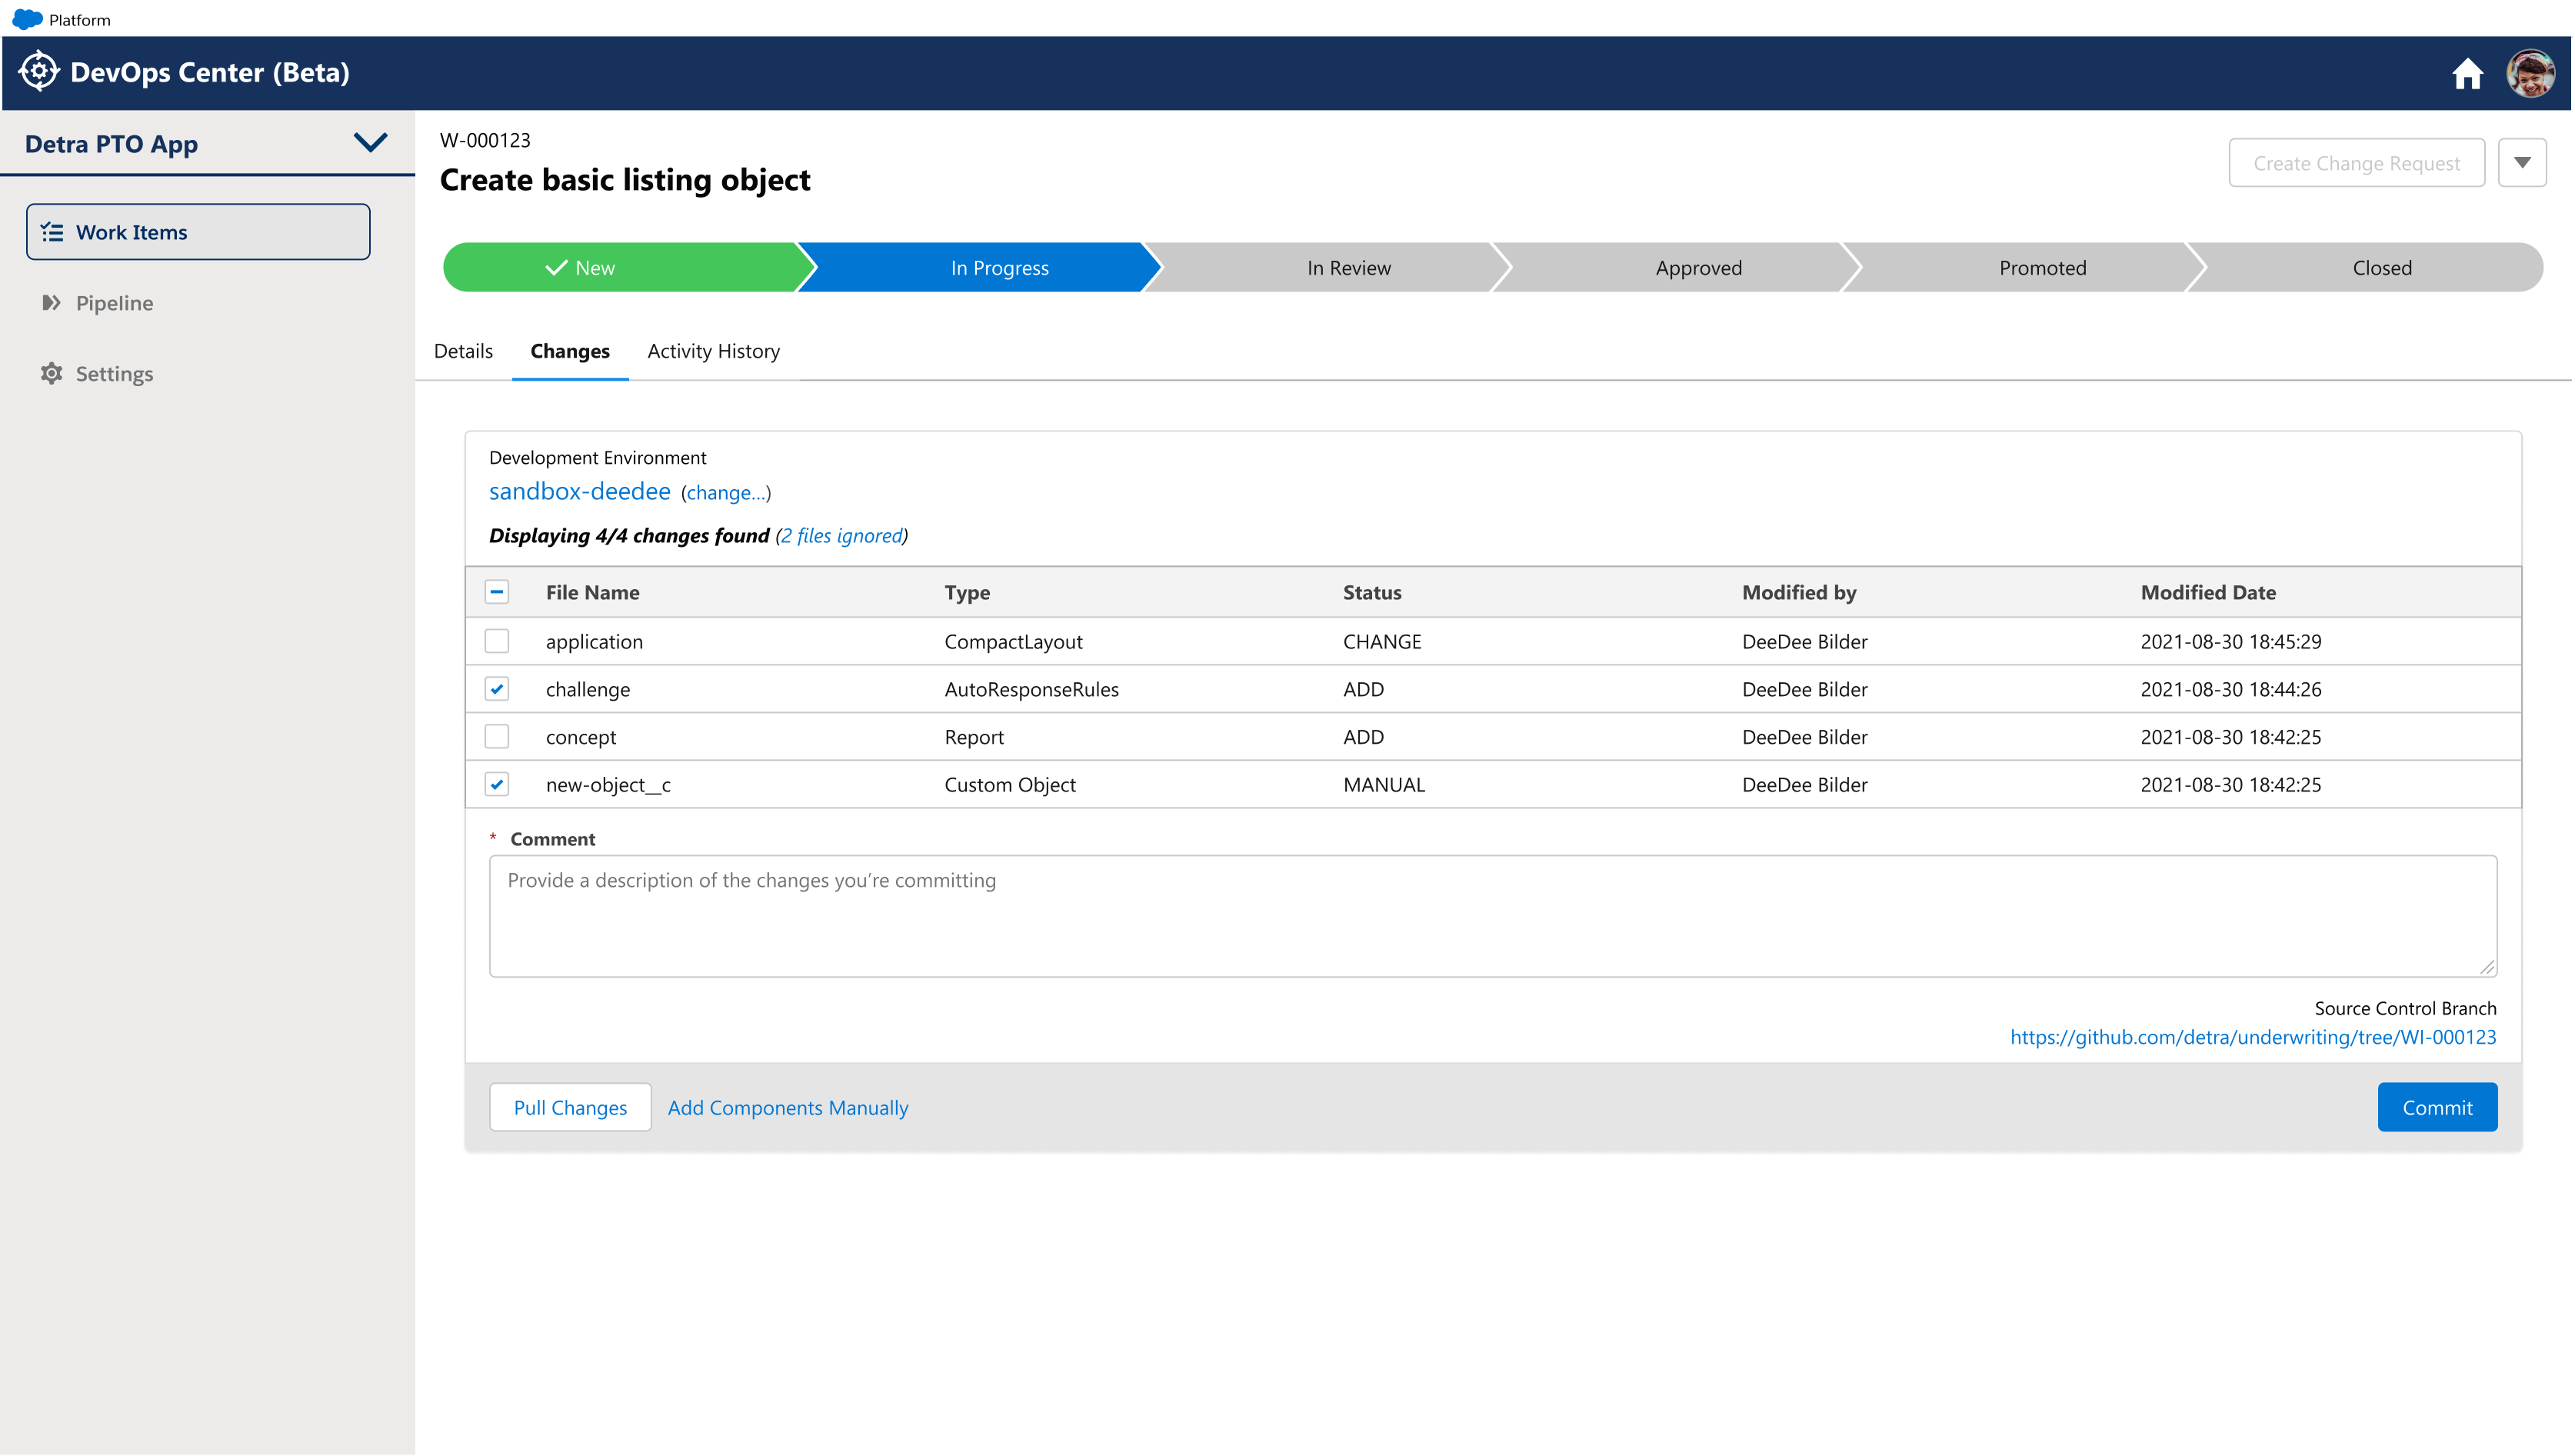 Platform
DevOps Center (Beta)
Detra PTO App
Work Items
Pipeline
Settings
W-000123
Create basic listing object
Create Change Request
New In Progress In Review Approved Promoted Closed
Details Changes Activity History
Development Environment
sandbox-deedee (change...)
Displaying 4/4 changes found (2 files ignored)
File Name Type Status Modified by Modified Date
application CompactLayout CHANGE DeeDee Bilder 2021-08-30 18:45:29
challenge AutoResponseRules ADD DeeDee Bilder 2021-08-30 18:44:26
concept Report ADD DeeDee Bilder 2021-08-30 18:42:25
new-object__c Custom Object MANUAL DeeDee Bilder 2021-08-30 18:42:25
* Comment
Provide a description of the changes you’re committing
Source Control Branch
https://github.com/detra/underwriting/tree/WI-000123
Pull Changes Add Components Manually Commit